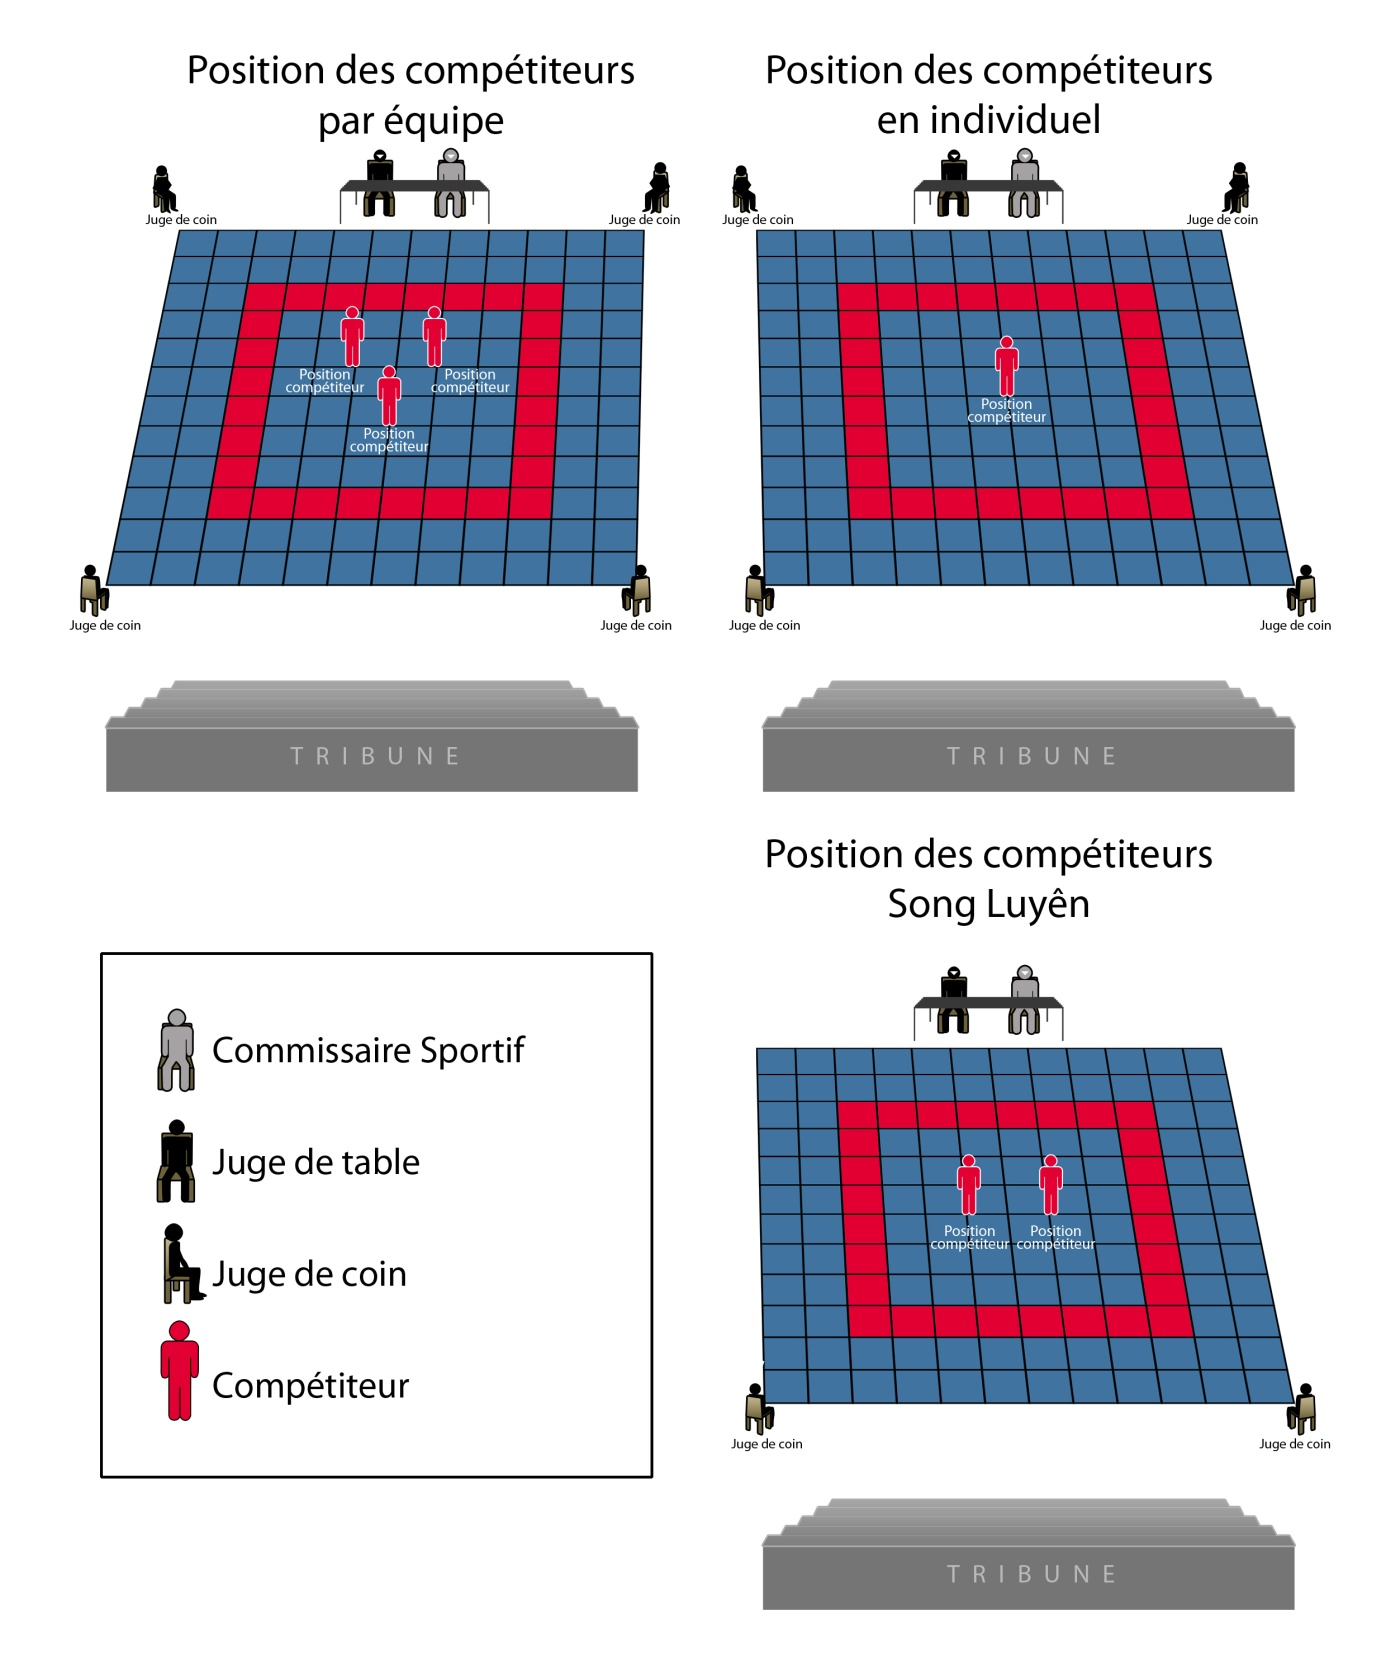 Position des compétiteurs
par équipe
Juge de coin
Juge de coin
Position
compétiteur
Position
compétiteur
Position
compétiteur
Juge de coin
Juge de coin
TRIBUNE
Position des compétiteurs
en individuel
Juge de coin
Juge de coin
Position
compétiteur
Juge de coin
Juge de coin
TRIBUNE
Commissaire Sportif
Juge de table
Juge de coin
Compétiteur
Position des compétiteurs
Song Luyên
Position
compétiteur
Position
compétiteur
Juge de coin
Juge de coin
TRIBUNE